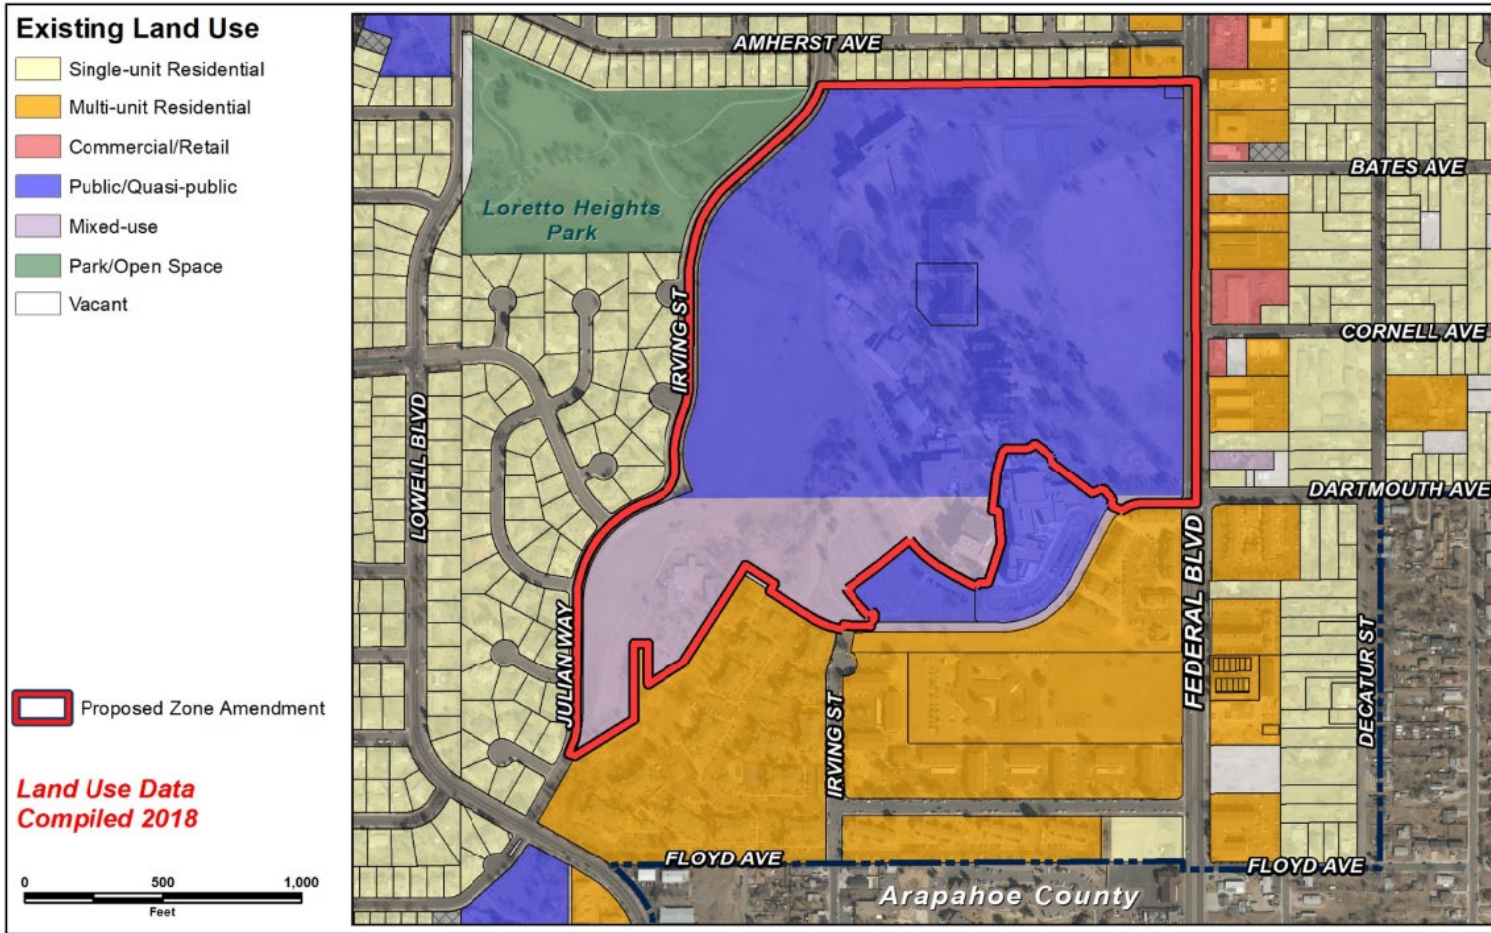 Existing Land Use
Single-unit Residential
Multi-unit Residential
Commercial/Retail
Public/Quasi-public
Mixed-use
Park/Open Space
Vacant
Proposed Zone Amendment
Land Use Data
Compiled 2018
0 500 1,000
Feet
AMHERST AVE
BATES AVE
Loretto Heights
Park
IRVING ST
CORNELL AVE
LOWELL BLVD
DARTMOUTH AVE
FEDERAL BLVD
JULIAN WAY
DECATUR ST
IRVING ST
FLOYD AVE
FLOYD AVE
Arapahoe County